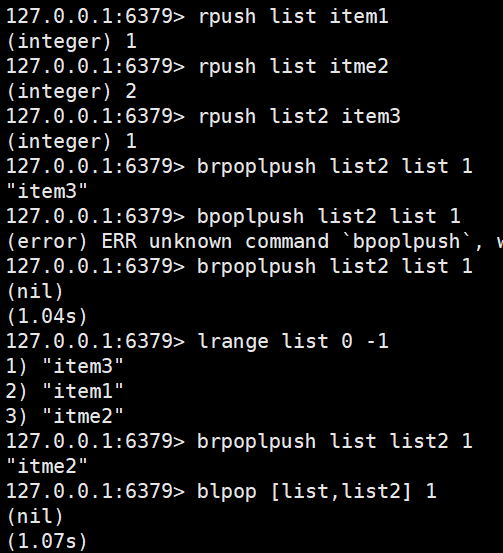 127.0.0.1:6379> rpush list item1
(integer) 1
127.0.0.1:6379> rpush list itme2
(integer) 2
127.0.0.1:6379> rpush list2 item3
(integer) 1
127.0.0.1:6379> brpoplpush list2 list 1
"item3"
127.0.0.1:6379> bpoplpush list2 list 1
(error) ERR unknown command `bpoplpush`, w
127.0.0.1:6379> brpoplpush list2 list 1
(nil)
(1.04s)
127.0.0.1:6379> lrange list 0 -1
1) "item3"
2) "item1"
3) "itme2"
127.0.0.1:6379> brpoplpush list list2 1
"itme2"
127.0.0.1:6379> blpop [list,list2] 1
(nil)
(1.07s)